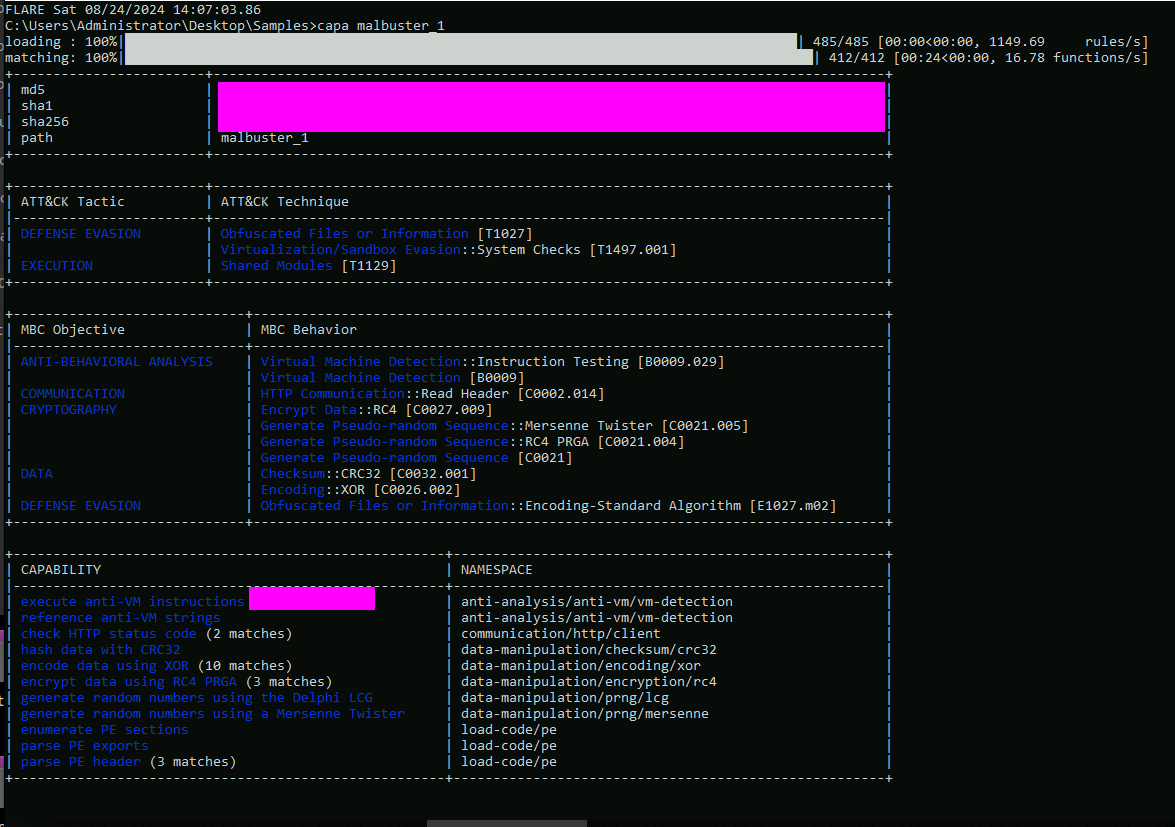 FLARE Sat 08/24/2024 14:07:03.86
C:\Users\Administrator\Desktop\Samples>capa malbuster_1
loading : 100%| | 485/485 [00:00<00:00, 1149.69 rules/s]
matching: 100%| | 412/412 [00:24<00:00, 16.78 functions/s]
md5
sha1
sha256
path | malbuster_1
ATT&CK Tactic | ATT&CK Technique
DEFENSE EVASION | Obfuscated Files or Information [T1027]
| Virtualization/Sandbox Evasion::System Checks [T1497.001]
EXECUTION | Shared Modules [T1129]
MBC Objective | MBC Behavior
ANTI-BEHAVIORAL ANALYSIS | Virtual Machine Detection::Instruction Testing [B0009.029]
| Virtual Machine Detection [B0009]
COMMUNICATION | HTTP Communication::Read Header [C0002.014]
CRYPTOGRAPHY | Encrypt Data::RC4 [C0027.009]
| Generate Pseudo-random Sequence::Mersenne Twister [C0021.005]
| Generate Pseudo-random Sequence::RC4 PRGA [C0021.004]
| Generate Pseudo-random Sequence [C0021]
DATA | Checksum::CRC32 [C0032.001]
| Encoding::XOR [C0026.002]
DEFENSE EVASION | Obfuscated Files or Information::Encoding-Standard Algorithm [E1027.m02]
CAPABILITY | NAMESPACE
execute anti-VM instructions | anti-analysis/anti-vm/vm-detection
reference anti-VM strings | anti-analysis/anti-vm/vm-detection
check HTTP status code (2 matches) | communication/http/client
hash data with CRC32 | data-manipulation/checksum/crc32
encode data using XOR (10 matches) | data-manipulation/encoding/xor
encrypt data using RC4 PRGA (3 matches) | data-manipulation/encryption/rc4
generate random numbers using the Delphi LCG | data-manipulation/prng/lcg
generate random numbers using a Mersenne Twister | data-manipulation/prng/mersenne
enumerate PE sections | load-code/pe
parse PE exports | load-code/pe
parse PE header (3 matches) | load-code/pe